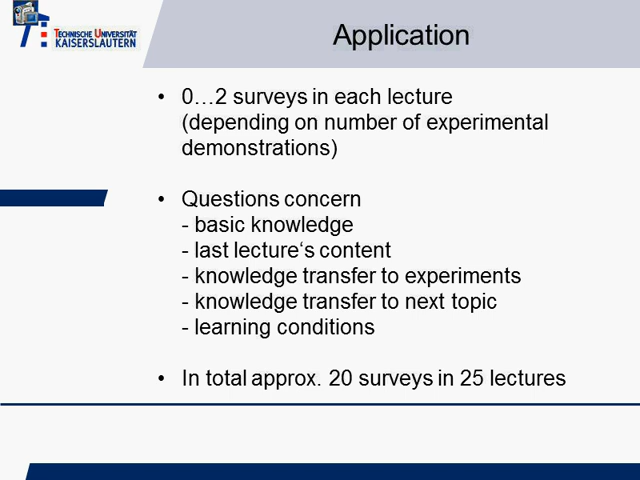 TECHNISCHE UNIVERSITÄT
KAISERSLAUTERN
Application
• 0…2 surveys in each lecture
(depending on number of experimental
demonstrations)
• Questions concern
- basic knowledge
- last lecture‘s content
- knowledge transfer to experiments
- knowledge transfer to next topic
- learning conditions
• In total approx. 20 surveys in 25 lectures